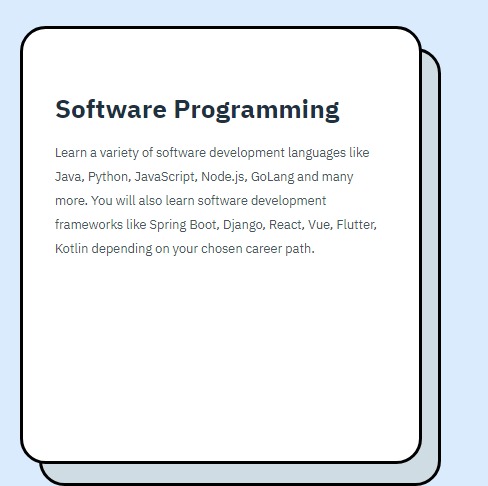 Software Programming
Learn a variety of software development languages like
Java, Python, JavaScript, Node.js, GoLang and many
more. You will also learn software development
frameworks like Spring Boot, Django, React, Vue, Flutter,
Kotlin depending on your chosen career path.